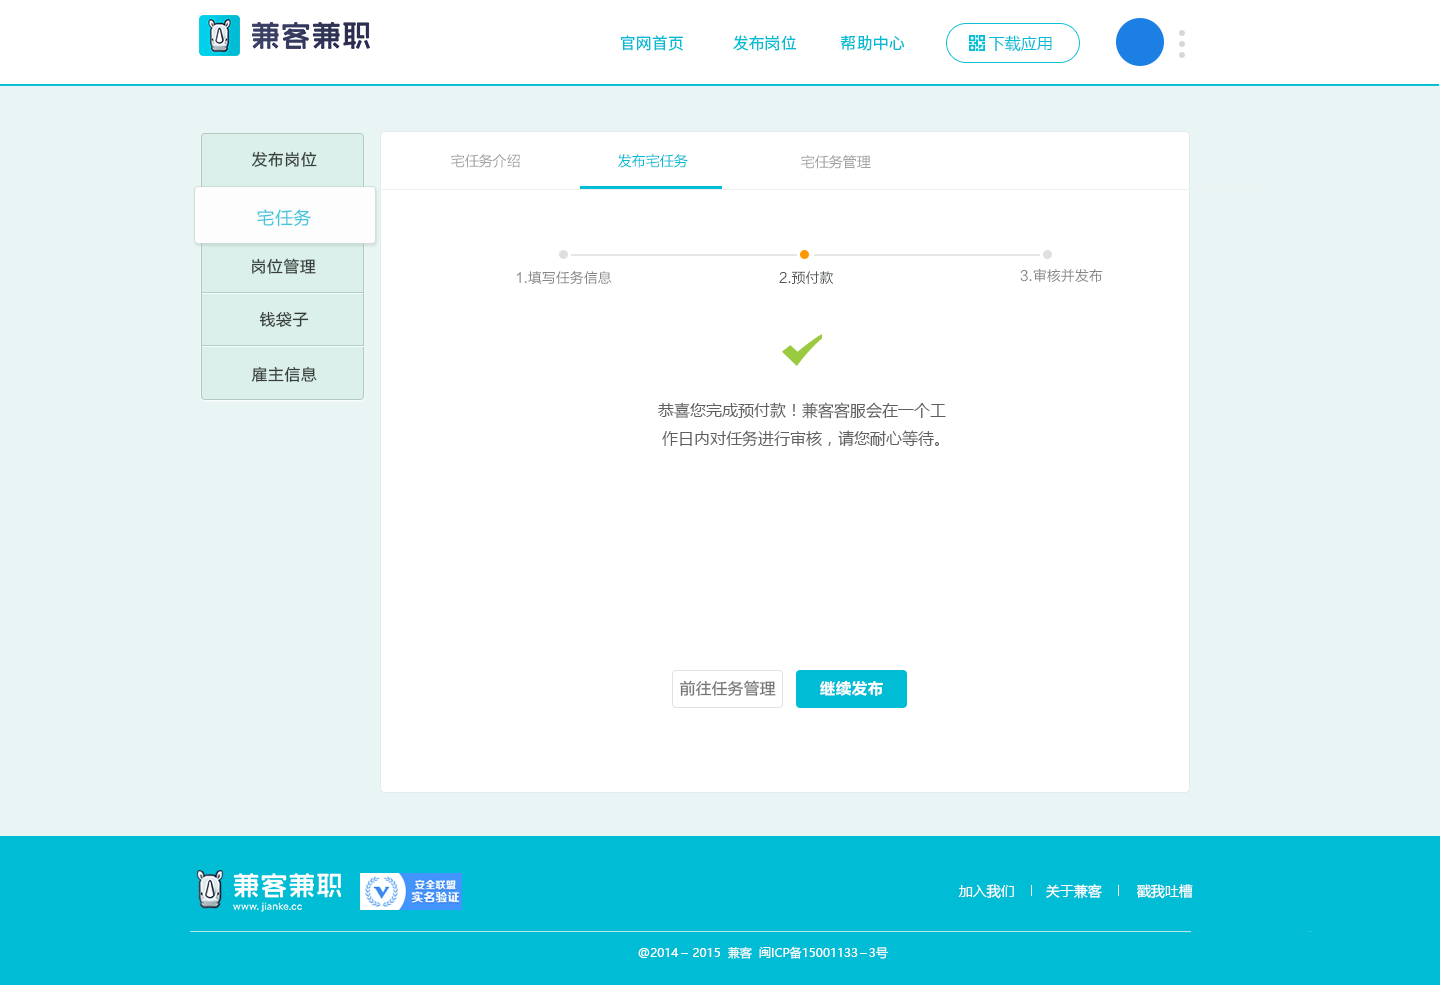 兼客兼职
官网首页 发布岗位 帮助中心 下载应用
发布岗位
宅任务
岗位管理
钱袋子
雇主信息
宅任务介绍 发布宅任务 宅任务管理
1.填写任务信息 2.预付款 3.审核并发布
恭喜您完成预付款！兼客客服会在一个工
作日内对任务进行审核，请您耐心等待。
前往任务管理 继续发布
兼客兼职
www.jianke.cc
安全联盟
实名验证
加入我们 | 关于兼客 | 戳我吐槽
@2014－2015 兼客 闽ICP备15001133－3号